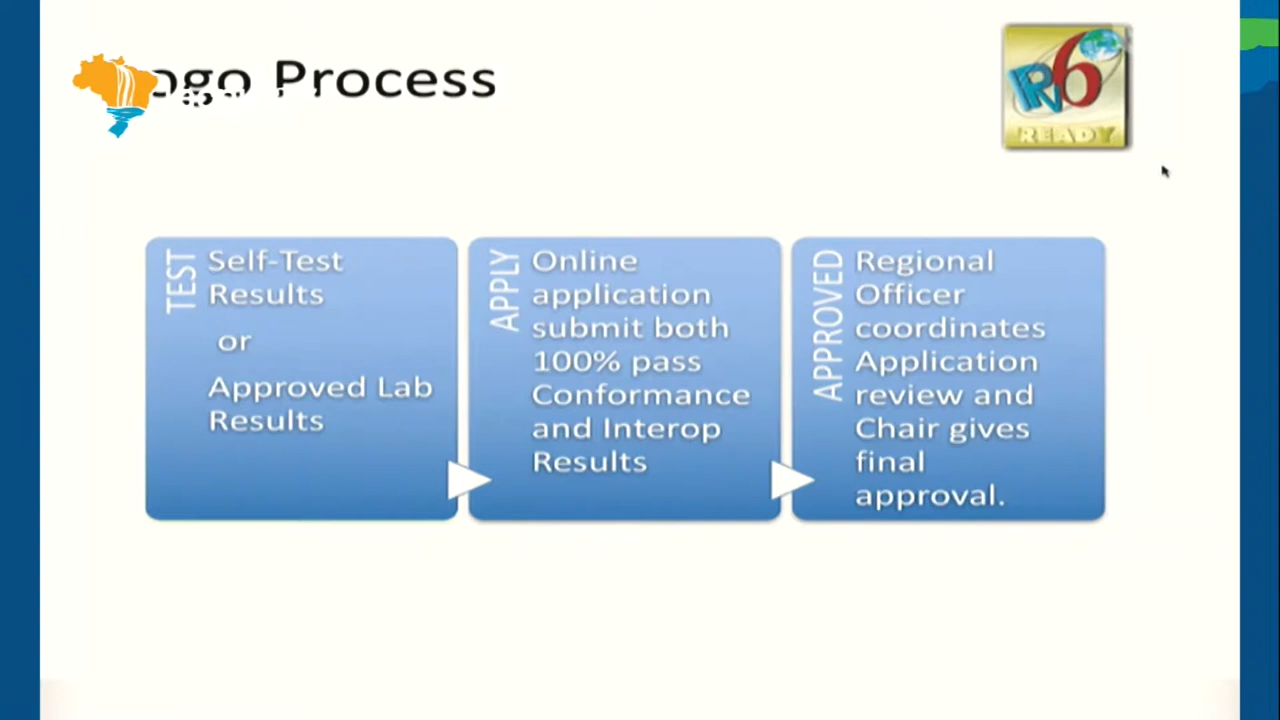 ogo Process
IPv6
READY
TEST
Self-Test
Results
or
Approved Lab
Results
APPLY
Online
application
submit both
100% pass
Conformance
and Interop
Results
APPROVED
Regional
Officer
coordinates
Application
review and
Chair gives
final
approval.